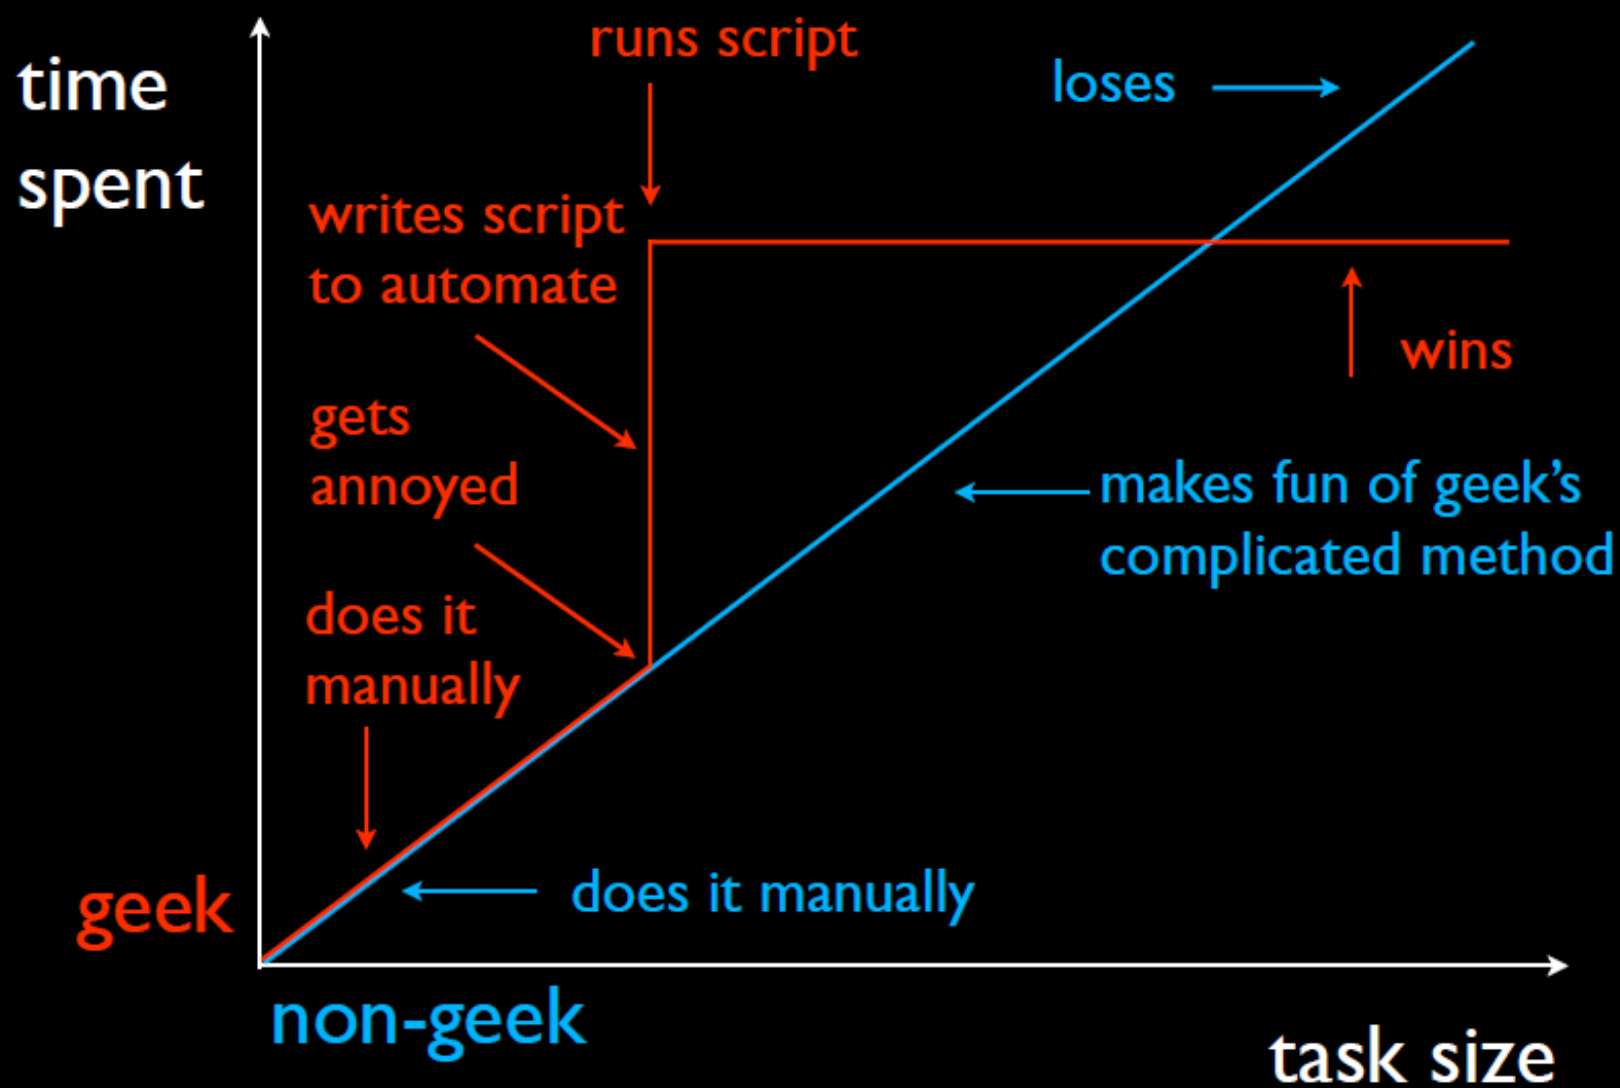 time
spent
runs script
loses
writes script
to automate
wins
gets
annoyed
makes fun of geek’s
complicated method
does it
manually
does it manually
geek
non-geek
task size